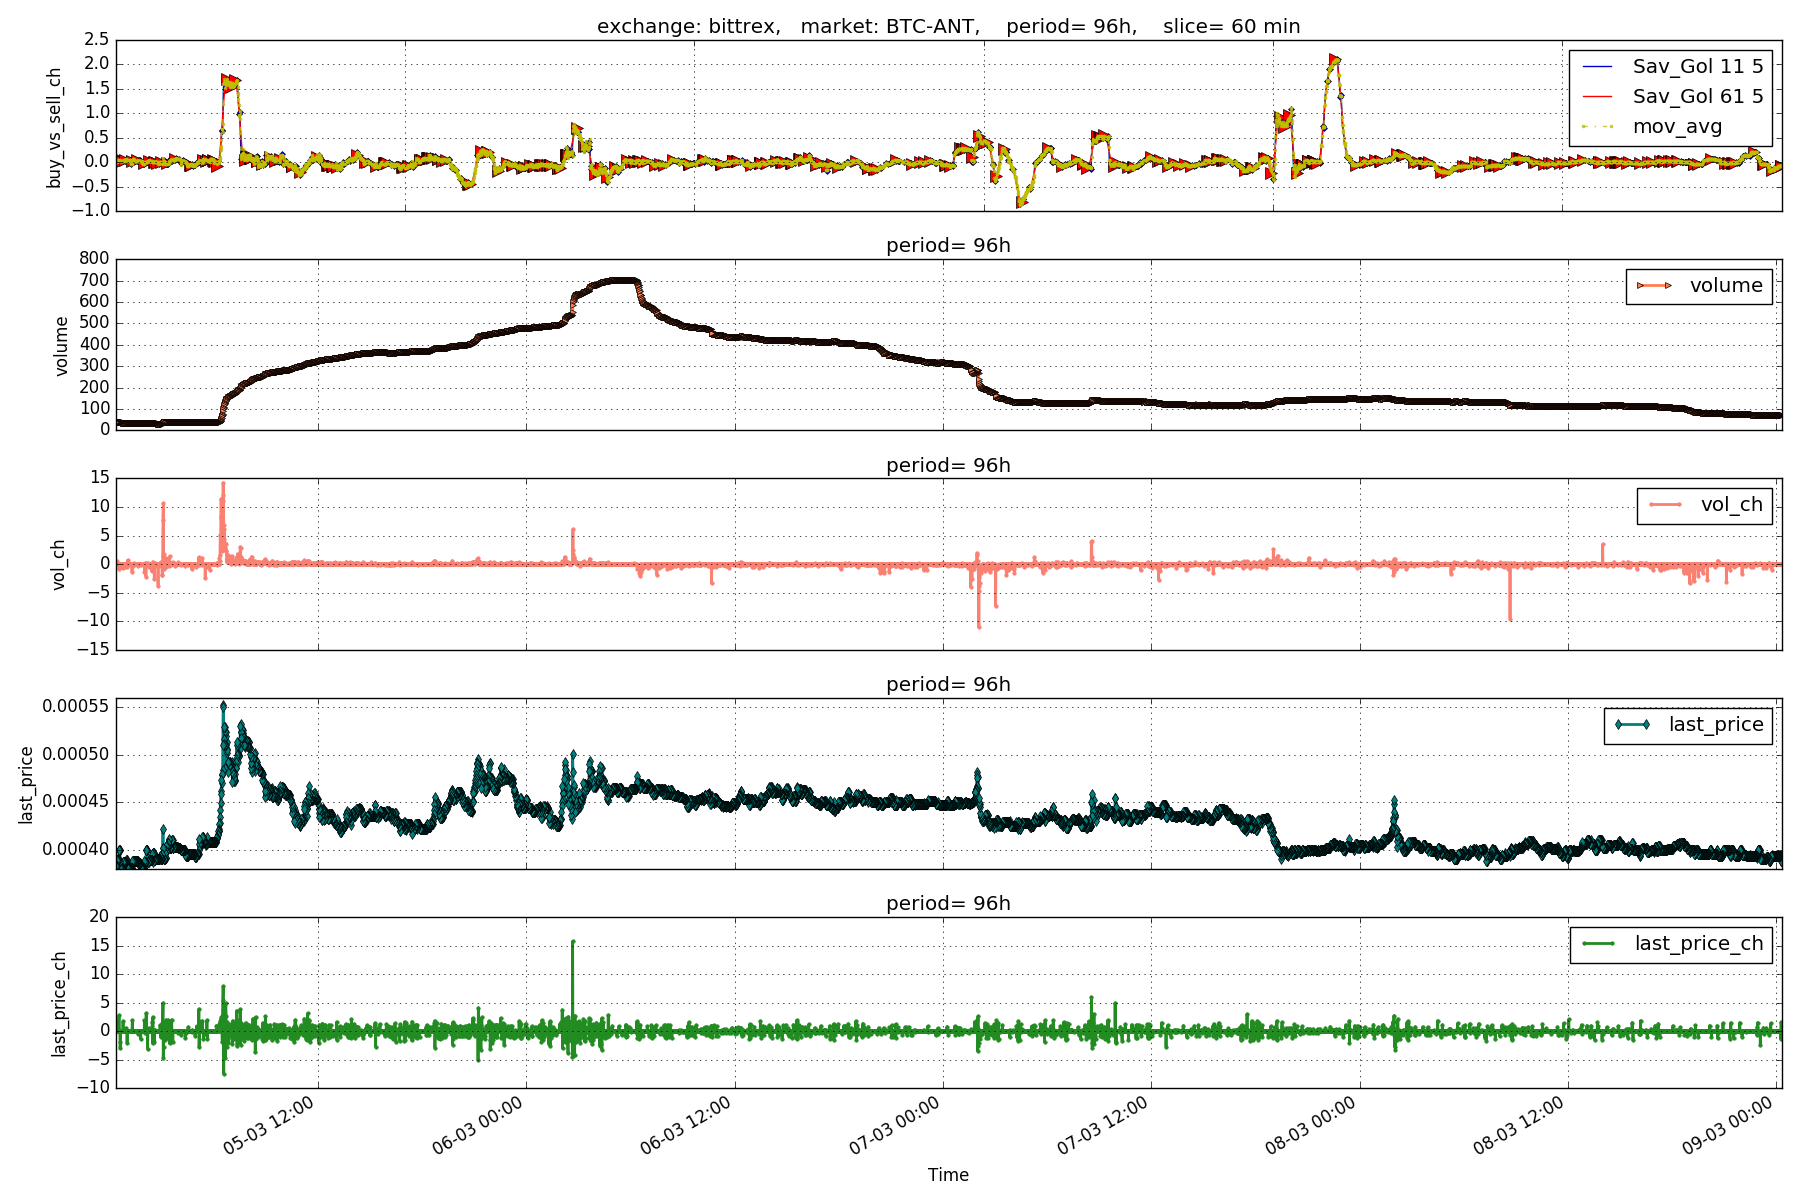 exchange: bittrex,   market: BTC-ANT,    period= 96h,    slice= 60 min
buy_vs_sell_ch
2.5
2.0
1.5
1.0
0.5
0.0
−0.5
−1.0
Sav_Gol 11 5
Sav_Gol 61 5
mov_avg
period= 96h
volume
800
700
600
500
400
300
200
100
0
volume
period= 96h
vol_ch
15
10
5
0
−5
−10
−15
vol_ch
period= 96h
last_price
0.00055
0.00050
0.00045
0.00040
last_price
period= 96h
last_price_ch
20
15
10
5
0
−5
−10
last_price_ch
05-03 12:00
06-03 00:00
06-03 12:00
07-03 00:00
07-03 12:00
08-03 00:00
08-03 12:00
09-03 00:00
Time